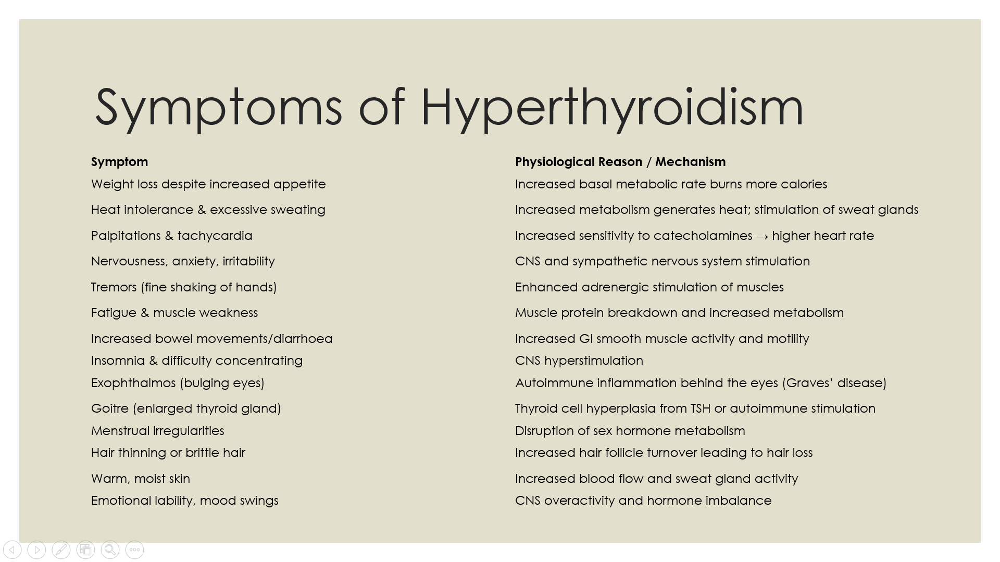 Symptoms of Hyperthyroidism
Symptom Physiological Reason / Mechanism
Weight loss despite increased appetite Increased basal metabolic rate burns more calories
Heat intolerance & excessive sweating Increased metabolism generates heat; stimulation of sweat glands
Palpitations & tachycardia Increased sensitivity to catecholamines → higher heart rate
Nervousness, anxiety, irritability CNS and sympathetic nervous system stimulation
Tremors (fine shaking of hands) Enhanced adrenergic stimulation of muscles
Fatigue & muscle weakness Muscle protein breakdown and increased metabolism
Increased bowel movements/diarrhoea Increased GI smooth muscle activity and motility
Insomnia & difficulty concentrating CNS hyperstimulation
Exophthalmos (bulging eyes) Autoimmune inflammation behind the eyes (Graves’ disease)
Goitre (enlarged thyroid gland) Thyroid cell hyperplasia from TSH or autoimmune stimulation
Menstrual irregularities Disruption of sex hormone metabolism
Hair thinning or brittle hair Increased hair follicle turnover leading to hair loss
Warm, moist skin Increased blood flow and sweat gland activity
Emotional lability, mood swings CNS overactivity and hormone imbalance